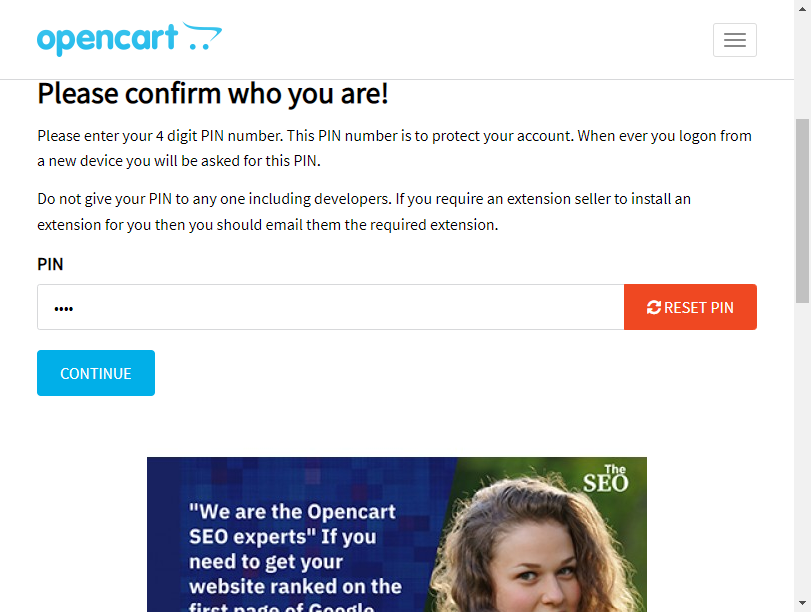 opencart
Please confirm who you are!
Please enter your 4 digit PIN number. This PIN number is to protect your account. When ever you logon from
a new device you will be asked for this PIN.
Do not give your PIN to any one including developers. If you require an extension seller to install an
extension for you then you should email them the required extension.
PIN
••••
RESET PIN
CONTINUE
The
SEO
"We are the Opencart
SEO experts" If you
need to get your
website ranked on the
first page of Google